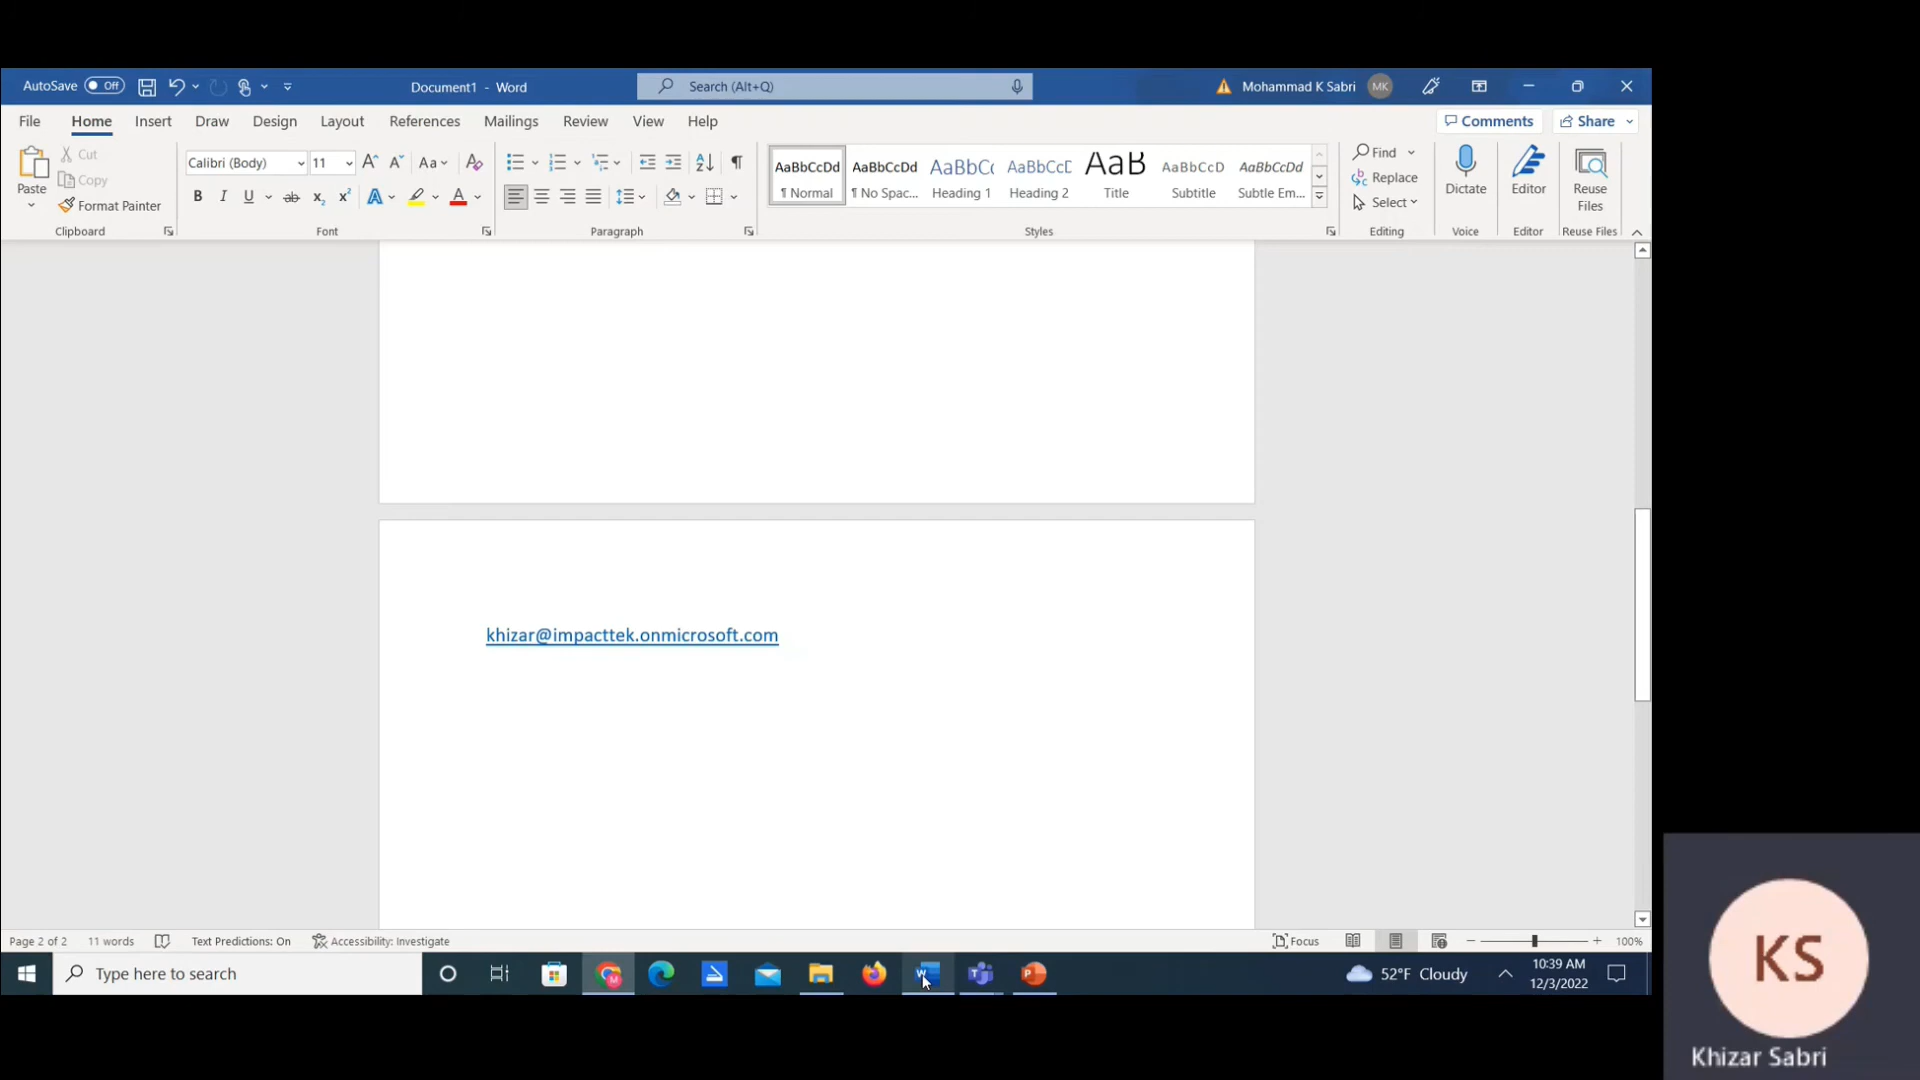 AutoSave Off Document1 - Word Search (Alt+Q) Mohammad K Sabri MK
File Home Insert Draw Design Layout References Mailings Review View Help Comments Share
Paste Cut Copy Format Painter
Calibri (Body) 11
AaBbCcDd AaBbCcDd AaBbCc AaBbCcD AaB AaBbCcD AaBbCcDd
¶ Normal ¶ No Spac... Heading 1 Heading 2 Title Subtitle Subtle Em...
Find Replace Select
Dictate Editor Reuse Files
Clipboard Font Paragraph Styles Editing Voice Editor Reuse Files
khizar@impacttek.onmicrosoft.com
Page 2 of 2 11 words Text Predictions: On Accessibility: Investigate Focus 100%
Type here to search 52°F Cloudy 10:39 AM
12/3/2022
KS
Khizar Sabri